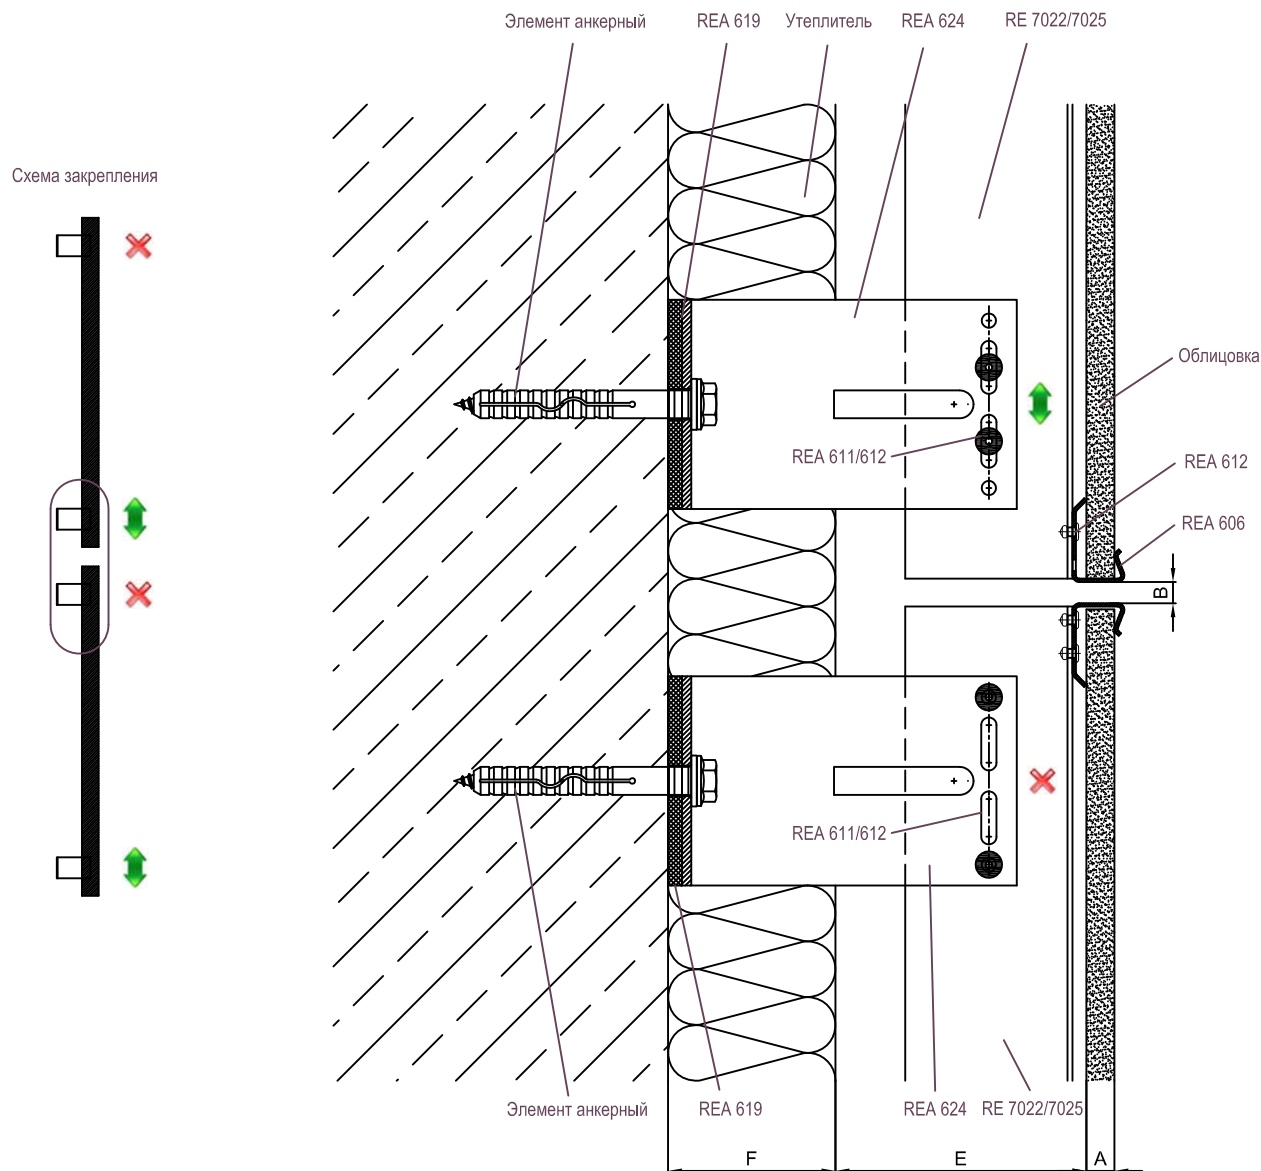 Элемент анкерный
REA 619
Утеплитель
REA 624
RE 7022/7025
Схема закрепления
Облицовка
REA 611/612
REA 612
REA 606
B
REA 611/612
Элемент анкерный
REA 619
REA 624
RE 7022/7025
F
E
A